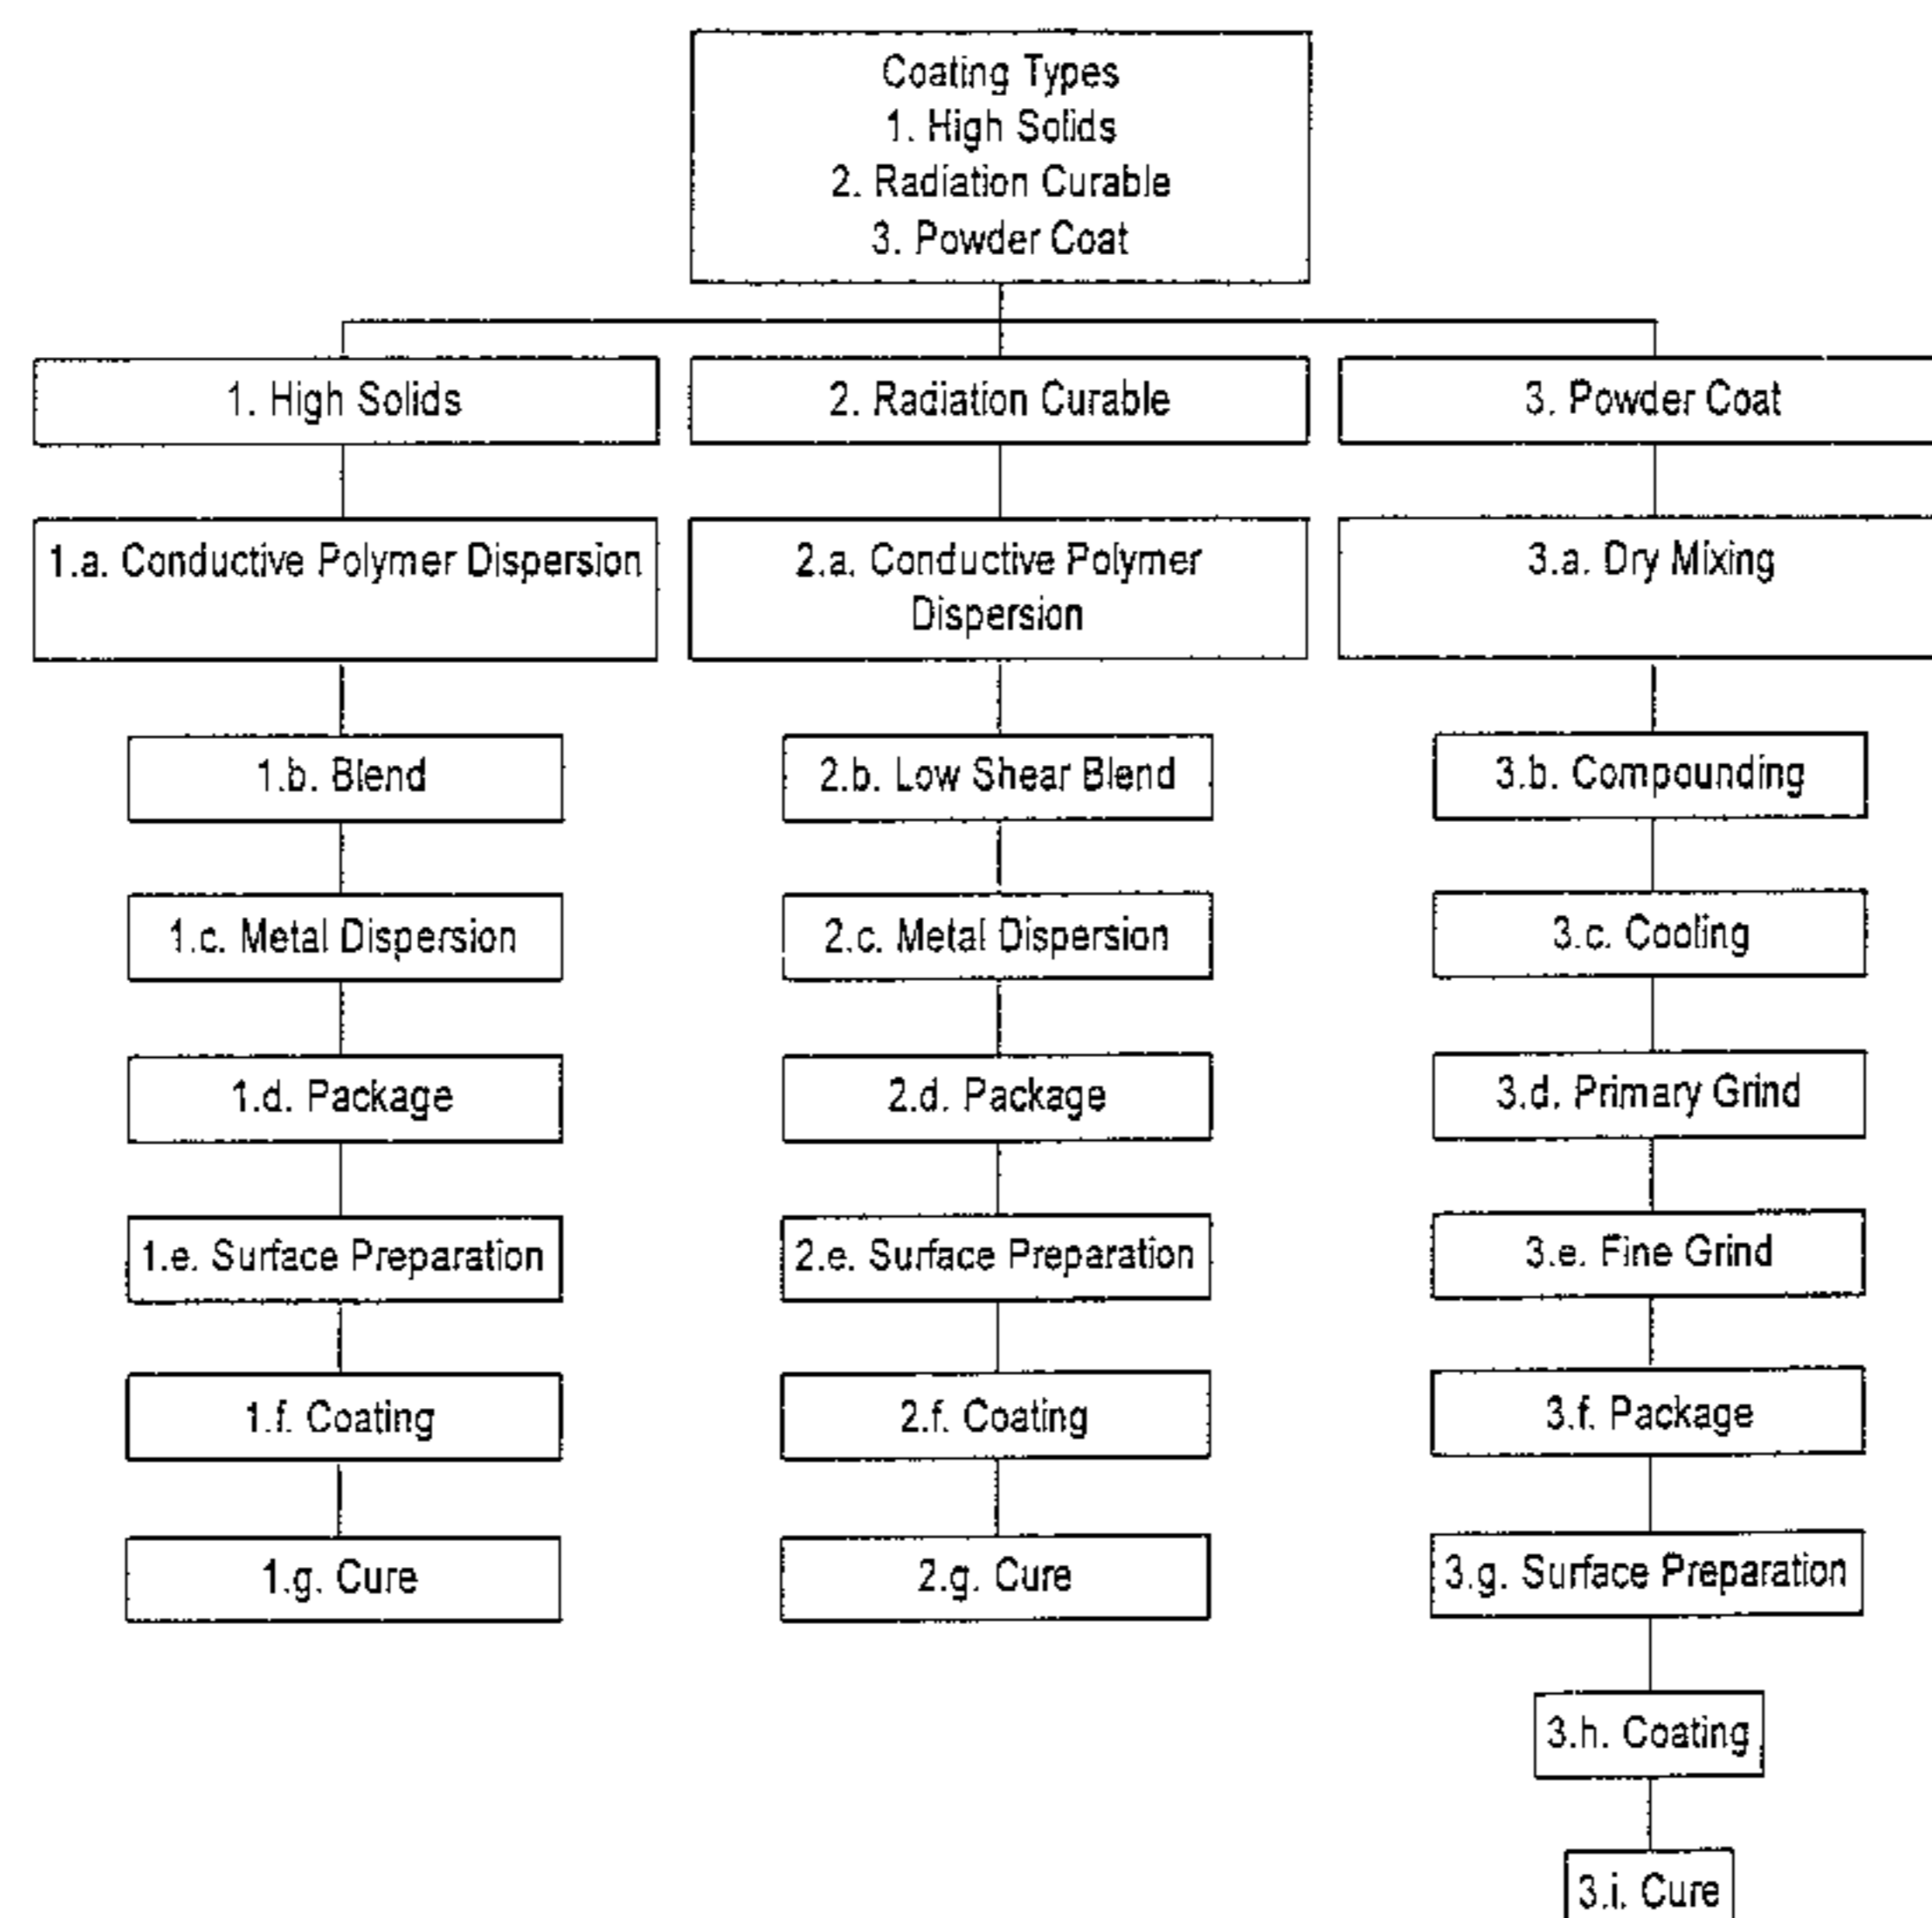 Coating Types
1. High Solids
2. Radiation Curable
3. Powder Coat
1. High Solids
2. Radiation Curable
3. Powder Coat
1.a. Conductive Polymer Dispersion
2.a. Conductive Polymer
Dispersion
3.a. Dry Mixing
1.b. Blend
2.b. Low Shear Blend
3.b. Compounding
1.c. Metal Dispersion
2.c. Metal Dispersion
3.c. Cooling
1.d. Package
2.d. Package
3.d. Primary Grind
1.e. Surface Preparation
2.e. Surface Preparation
3.e. Fine Grind
1.f. Coating
2.f. Coating
3.f. Package
1.g. Cure
2.g. Cure
3.g. Surface Preparation
3.h. Coating
3.i. Cure